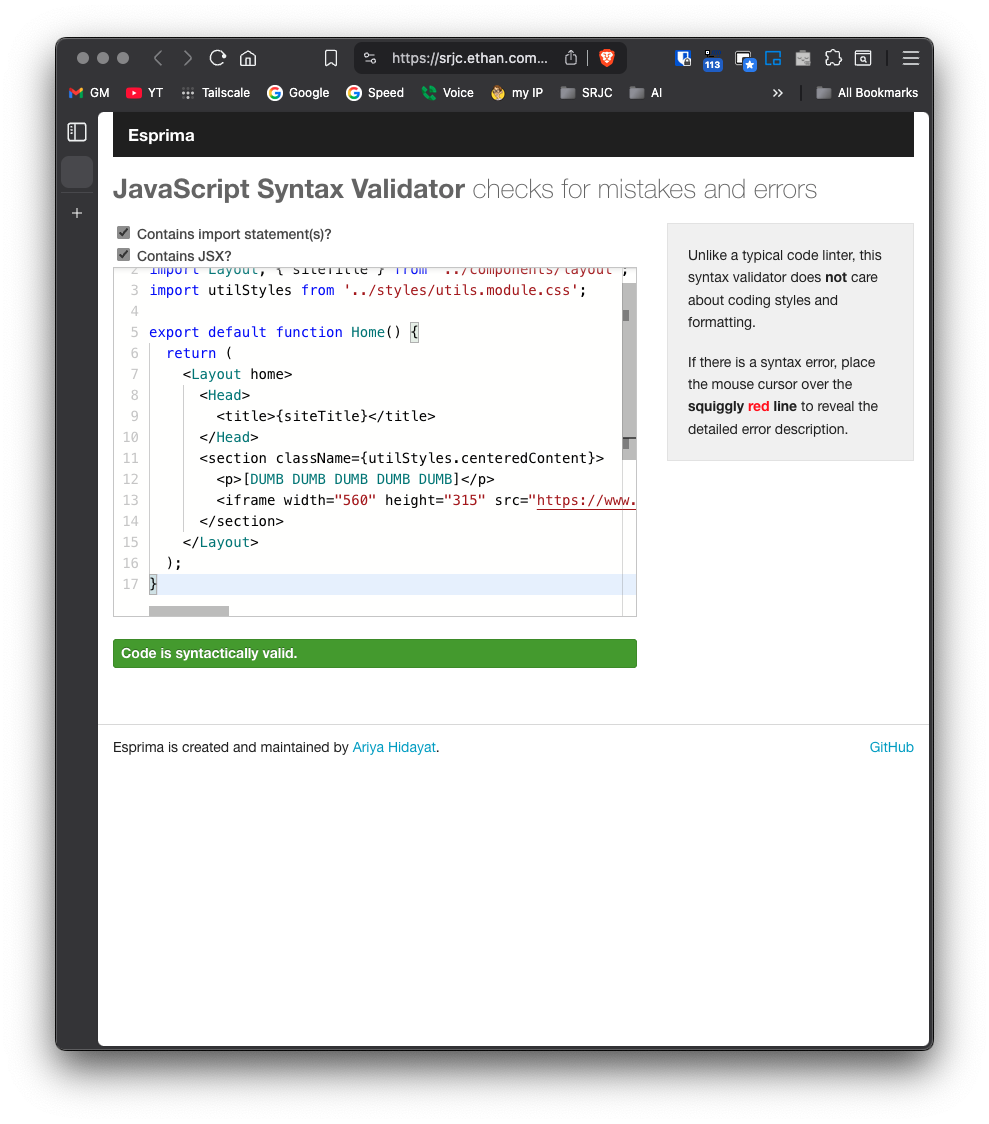 https://srjc.ethan.com...
113
GM
YT
Tailscale
Google
Speed
Voice
my IP
SRJC
AI
All Bookmarks
Esprima
JavaScript Syntax Validator checks for mistakes and errors
Contains import statement(s)?
Contains JSX?
2 import Layout, { siteTitle } from '../components/layout';
3 import utilStyles from '../styles/utils.module.css';
4
5 export default function Home() {
6 return (
7 <Layout home>
8 <Head>
9 <title>{siteTitle}</title>
10 </Head>
11 <section className={utilStyles.centeredContent}>
12 <p>[DUMB DUMB DUMB DUMB DUMB]</p>
13 <iframe width="560" height="315" src="https://www.
14 </section>
15 </Layout>
16 );
17 }
Code is syntactically valid.
Unlike a typical code linter, this
syntax validator does not care
about coding styles and
formatting.
If there is a syntax error, place
the mouse cursor over the
squiggly red line to reveal the
detailed error description.
Esprima is created and maintained by Ariya Hidayat.
GitHub